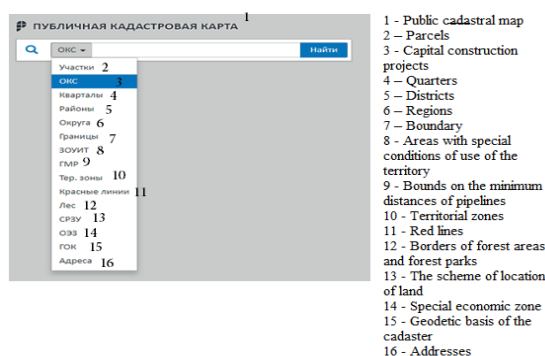 ПУБЛИЧНАЯ КАДАСТРОВАЯ КАРТА 1
ОКС Найти
Участки 2
ОКС 3
Кварталы 4
Районы 5
Округа 6
Границы 7
ЗОУИТ 8
ГМР 9
Тер. зоны 10
Красные линии 11
Лес 12
СРЗУ 13
ОЭЗ 14
ГОК 15
Адреса 16
1 - Public cadastral map
2 – Parcels
3 - Capital construction
projects
4 – Quarters
5 – Districts
6 – Regions
7 – Boundary
8 - Areas with special
conditions of use of the
territory
9 - Bounds on the minimum
distances of pipelines
10 - Territorial zones
11 - Red lines
12 - Borders of forest areas
and forest parks
13 - The scheme of location
of land
14 - Special economic zone
15 - Geodetic basis of the
cadaster
16 - Addresses